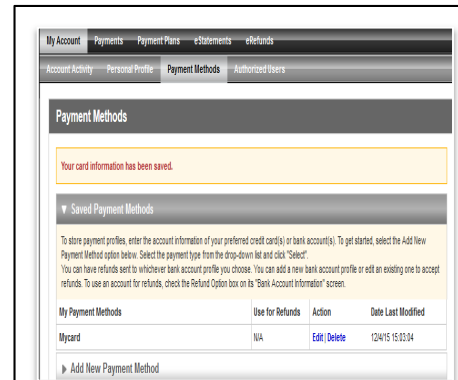 My Account Payments Payment Plans eStatements eRefunds
Account Activity Personal Profile Payment Methods Authorized Users
Payment Methods
Your card information has been saved.
▼ Saved Payment Methods
To store payment profiles, enter the account information of your preferred credit card(s) or bank account(s). To get started, select the Add New
Payment Method option below. Select the payment type from the drop-down list and click "Select".
You can have refunds sent to whichever bank account profile you choose. You can add a new bank account profile or edit an existing one to accept
refunds. To use an account for refunds, check the Refund Option box on its "Bank Account Information" screen.
My Payment Methods Use for Refunds Action Date Last Modified
Mycard N/A Edit | Delete 12/4/15 15:03:04
▶ Add New Payment Method